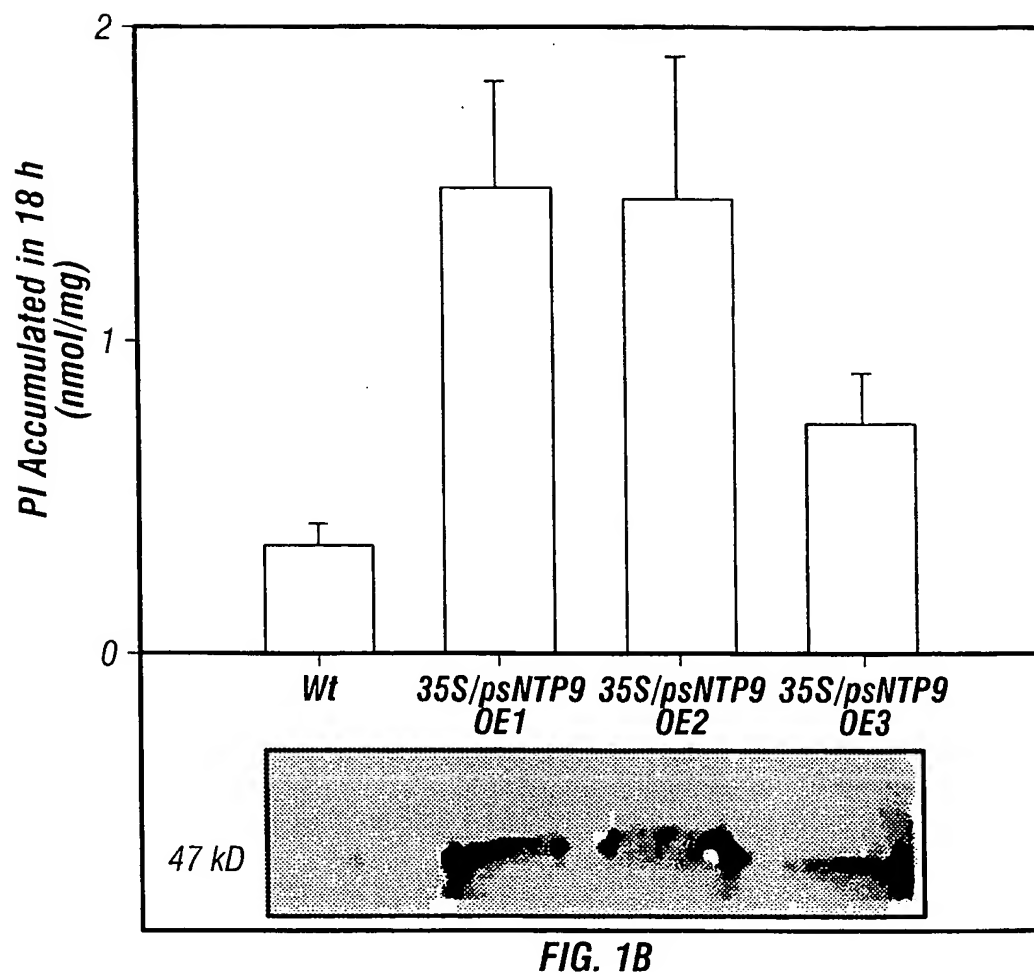 2
1
0
PI Accumulated in 18 h
(nmol/mg)
Wt
35S/psNTP9
OE1
35S/psNTP9
OE2
35S/psNTP9
OE3
47 kD
FIG. 1B